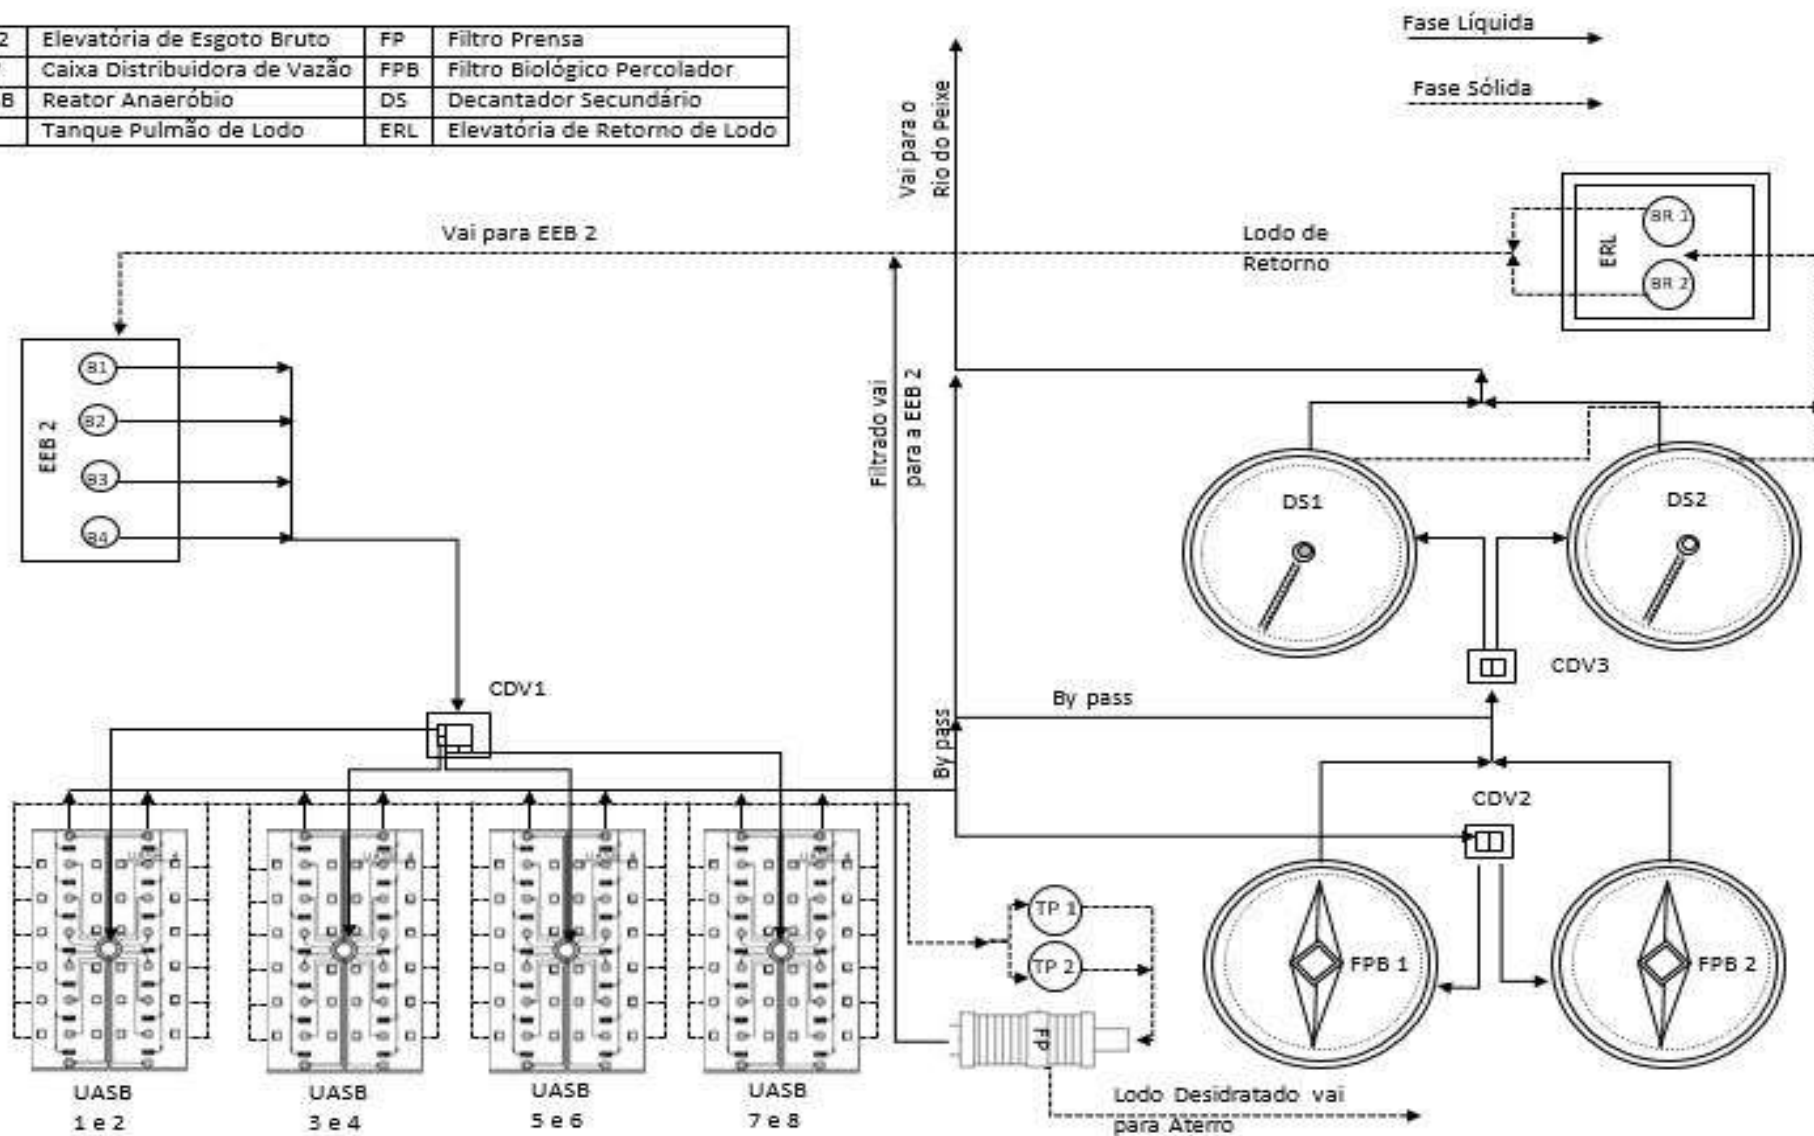 2 Elevatória de Esgoto Bruto FP Filtro Prensa
Caixa Distribuidora de Vazão FPB Filtro Biológico Percolador
B Reator Anaeróbio DS Decantador Secundário
Tanque Pulmão de Lodo ERL Elevatória de Retorno de Lodo
Fase Líquida
Fase Sólida
Vai para o
Rio do Peixe
Vai para EEB 2
Lodo de
Retorno
ERL
BR 1
BR 2
EEB 2
B1
B2
B3
B4
Filtrado vai
para a EEB 2
DS1
DS2
CDV3
CDV1
By pass
By pass
CDV2
TP 1
TP 2
FP
FPB 1
FPB 2
UASB
1 e 2
UASB
3 e 4
UASB
5 e 6
UASB
7 e 8
Lodo Desidratado vai
para Aterro